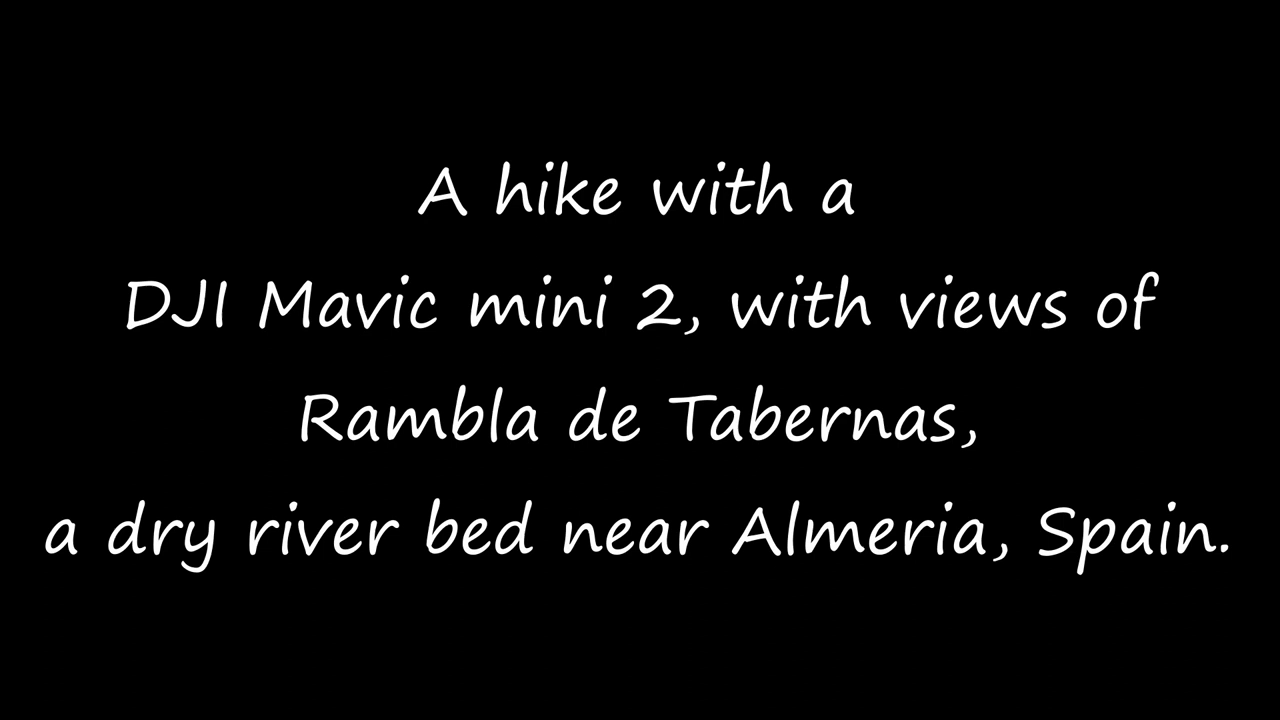 A hike with a
DJI Mavic mini 2, with views of
Rambla de Tabernas,
a dry river bed near Almeria, Spain.